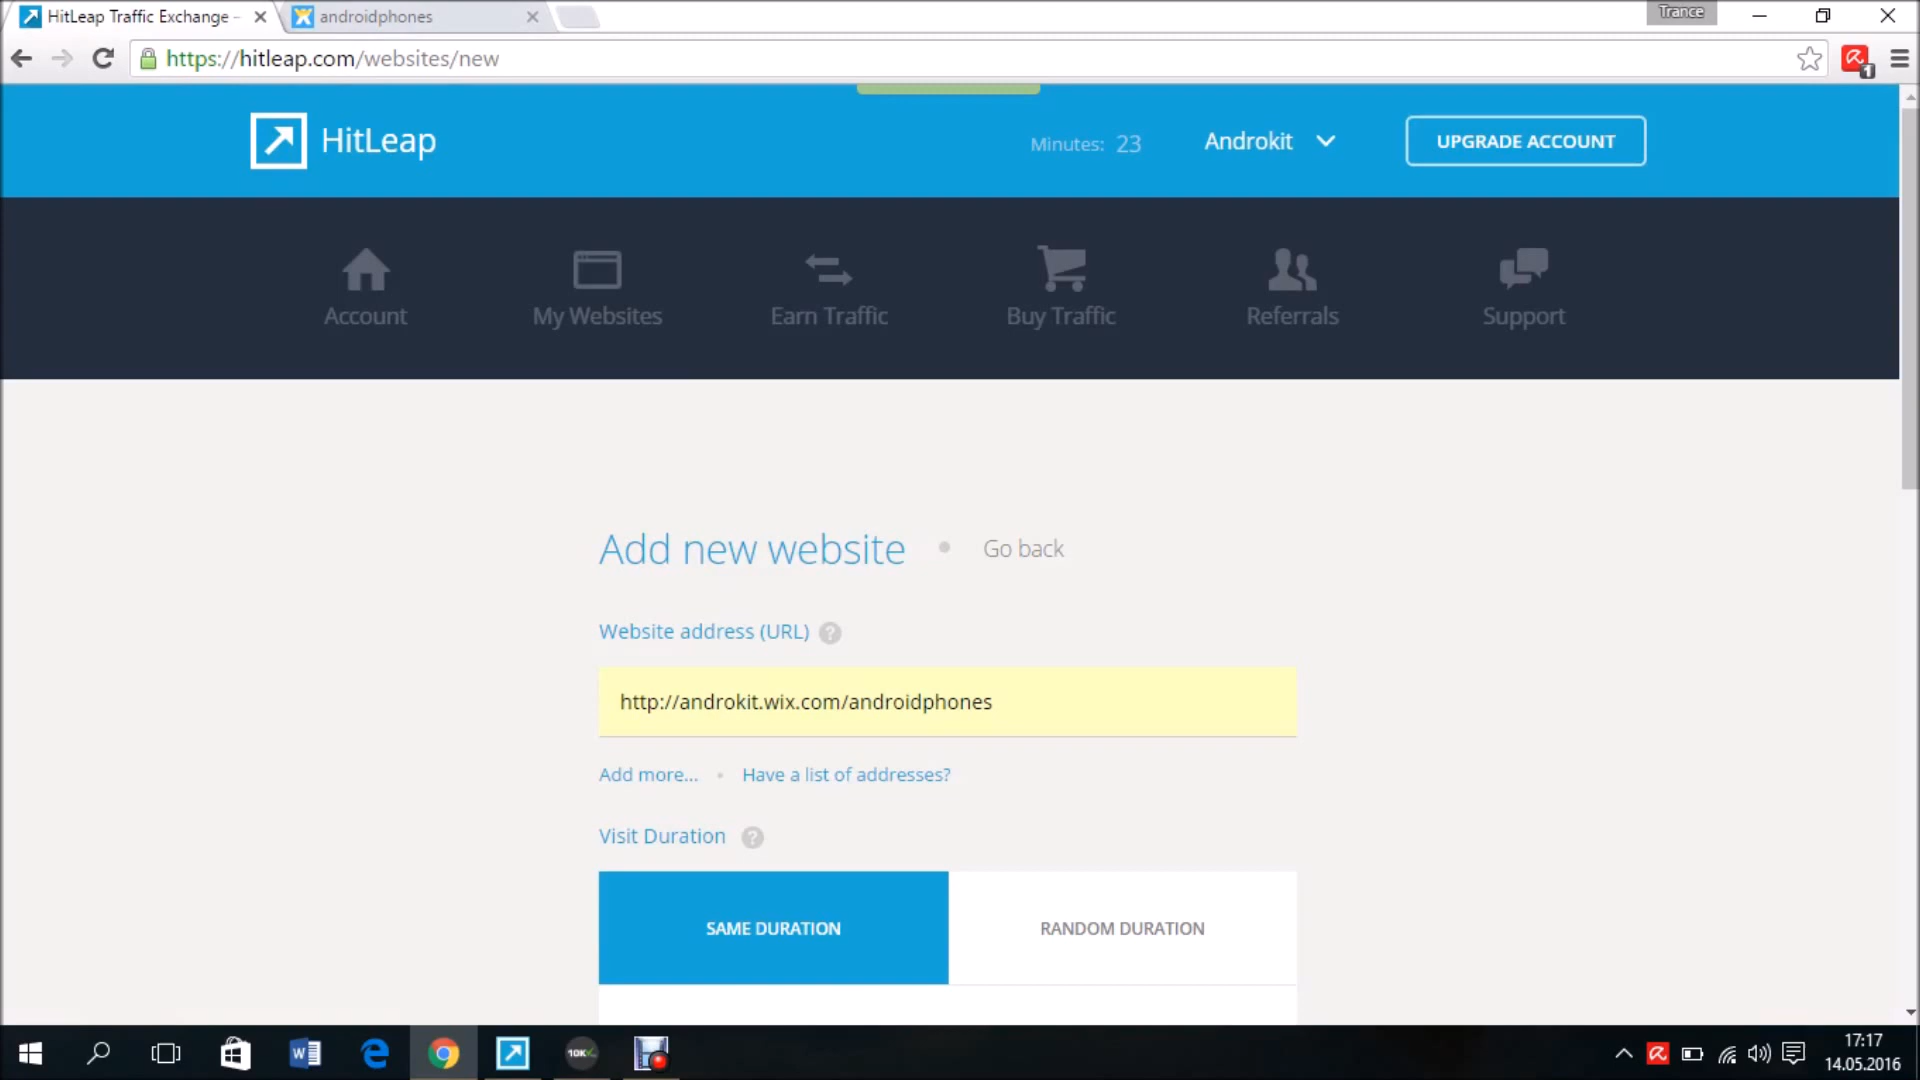 HitLeap Traffic Exchange -
androidphones
Trance
https://hitleap.com/websites/new
1
HitLeap
Minutes: 23
Androkit
UPGRADE ACCOUNT
Account
My Websites
Earn Traffic
Buy Traffic
Referrals
Support
Add new website • Go back
Website address (URL) ?
http://androkit.wix.com/androidphones
Add more... • Have a list of addresses?
Visit Duration ?
SAME DURATION
RANDOM DURATION
10K
17:17
14.05.2016